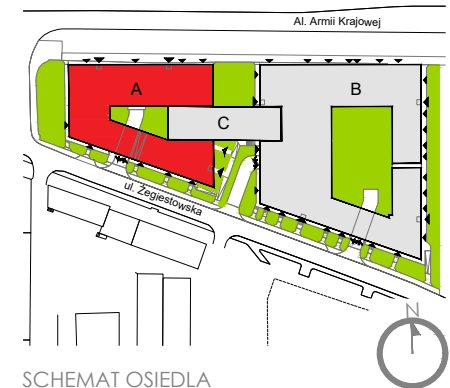 Al. Armii Krajowej
A
B
C
ul. Żegiestowska
N
SCHEMAT OSIEDLA